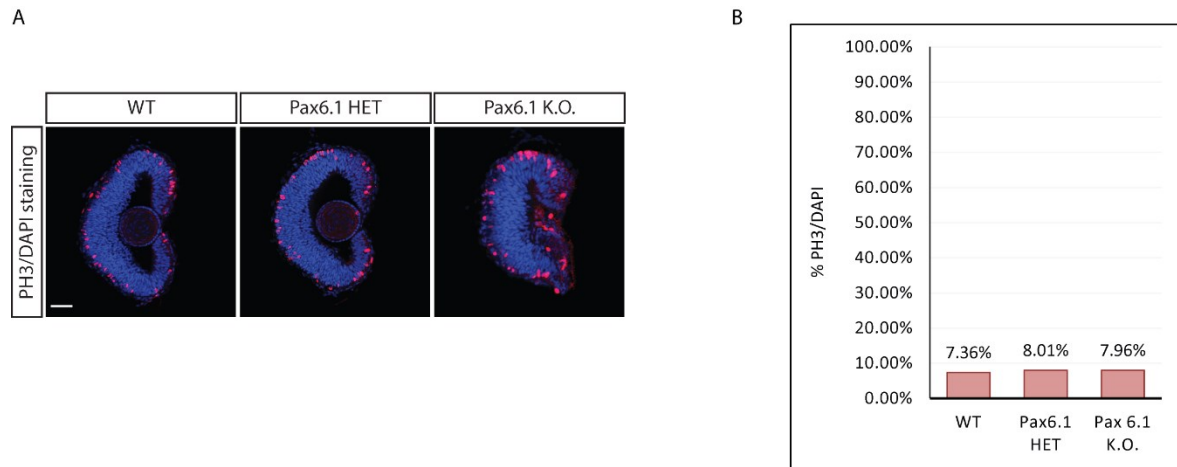 A
WT
Pax6.1 HET
Pax6.1 K.O.
PH3/DAPI staining
B
% PH3/DAPI
100.00%
90.00%
80.00%
70.00%
60.00%
50.00%
40.00%
30.00%
20.00%
10.00%
0.00%
7.36%
8.01%
7.96%
WT
Pax6.1
HET
Pax 6.1
K.O.